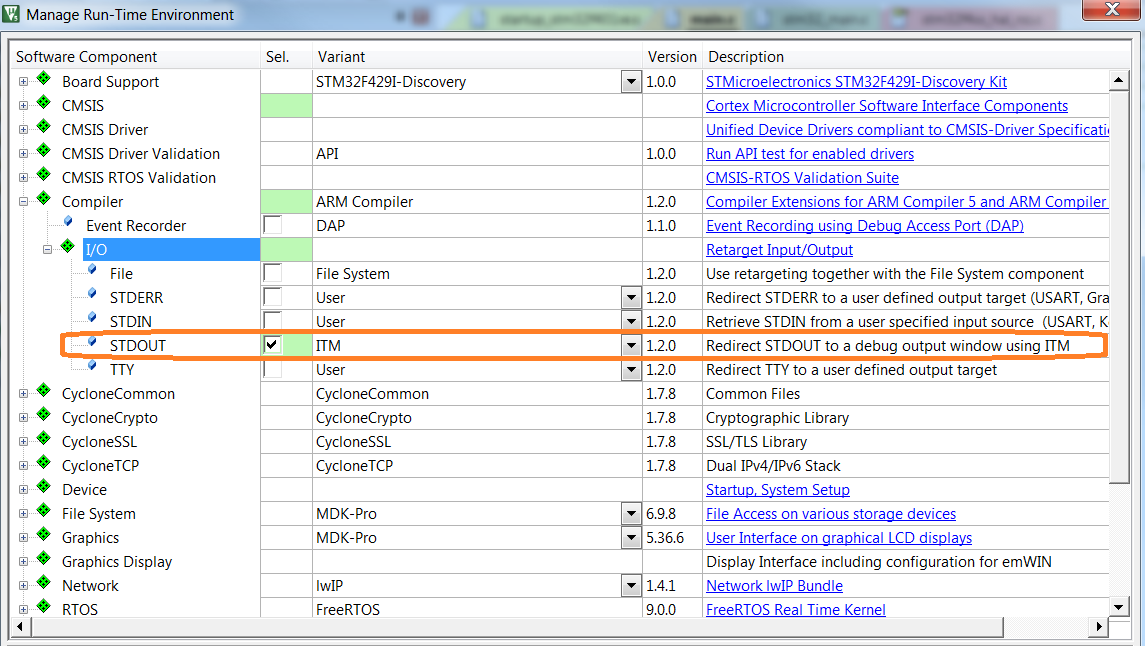 Manage Run-Time Environment
Software Component Sel. Variant Version Description
Board Support STM32F429I-Discovery 1.0.0 STMicroelectronics STM32F429I-Discovery Kit
CMSIS Cortex Microcontroller Software Interface Components
CMSIS Driver Unified Device Drivers compliant to CMSIS-Driver Specificati
CMSIS Driver Validation API 1.0.0 Run API test for enabled drivers
CMSIS RTOS Validation CMSIS-RTOS Validation Suite
Compiler ARM Compiler 1.2.0 Compiler Extensions for ARM Compiler 5 and ARM Compiler
Event Recorder DAP 1.1.0 Event Recording using Debug Access Port (DAP)
I/O Retarget Input/Output
File File System 1.2.0 Use retargeting together with the File System component
STDERR User 1.2.0 Redirect STDERR to a user defined output target (USART, Gra
STDIN User 1.2.0 Retrieve STDIN from a user specified input source (USART, K
STDOUT ITM 1.2.0 Redirect STDOUT to a debug output window using ITM
TTY User 1.2.0 Redirect TTY to a user defined output target
CycloneCommon CycloneCommon 1.7.8 Common Files
CycloneCrypto CycloneCrypto 1.7.8 Cryptographic Library
CycloneSSL CycloneSSL 1.7.8 SSL/TLS Library
CycloneTCP CycloneTCP 1.7.8 Dual IPv4/IPv6 Stack
Device Startup, System Setup
File System MDK-Pro 6.9.8 File Access on various storage devices
Graphics MDK-Pro 5.36.6 User Interface on graphical LCD displays
Graphics Display Display Interface including configuration for emWIN
Network lwIP 1.4.1 Network lwIP Bundle
RTOS FreeRTOS 9.0.0 FreeRTOS Real Time Kernel